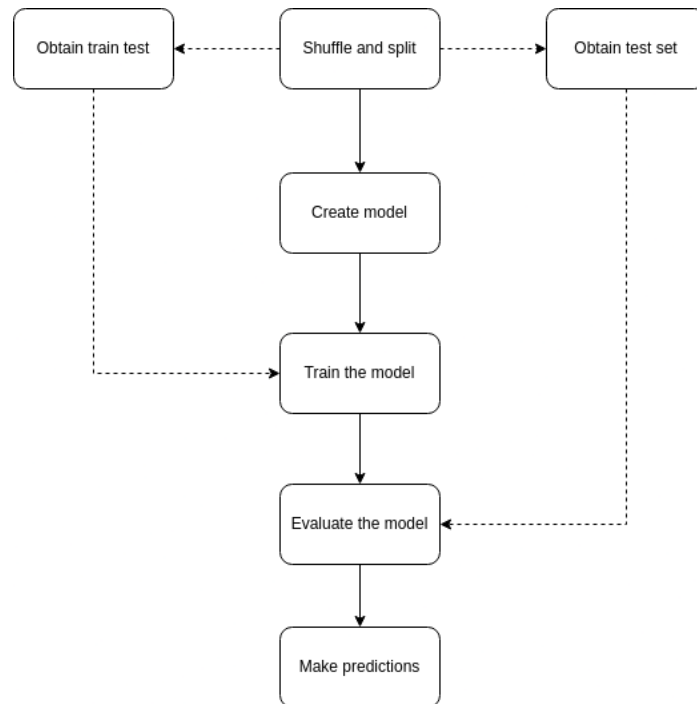 Obtain train test
Shuffle and split
Obtain test set
Create model
Train the model
Evaluate the model
Make predictions